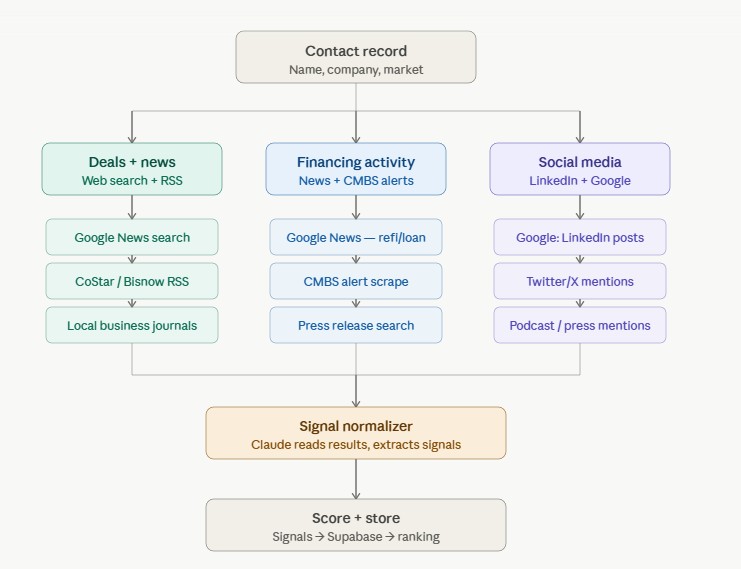 Contact record
Name, company, market
Deals + news
Web search + RSS
Financing activity
News + CMBS alerts
Social media
LinkedIn + Google
Google News search
Google News — refi/loan
Google: LinkedIn posts
CoStar / Bisnow RSS
CMBS alert scrape
Twitter/X mentions
Local business journals
Press release search
Podcast / press mentions
Signal normalizer
Claude reads results, extracts signals
Score + store
Signals → Supabase → ranking